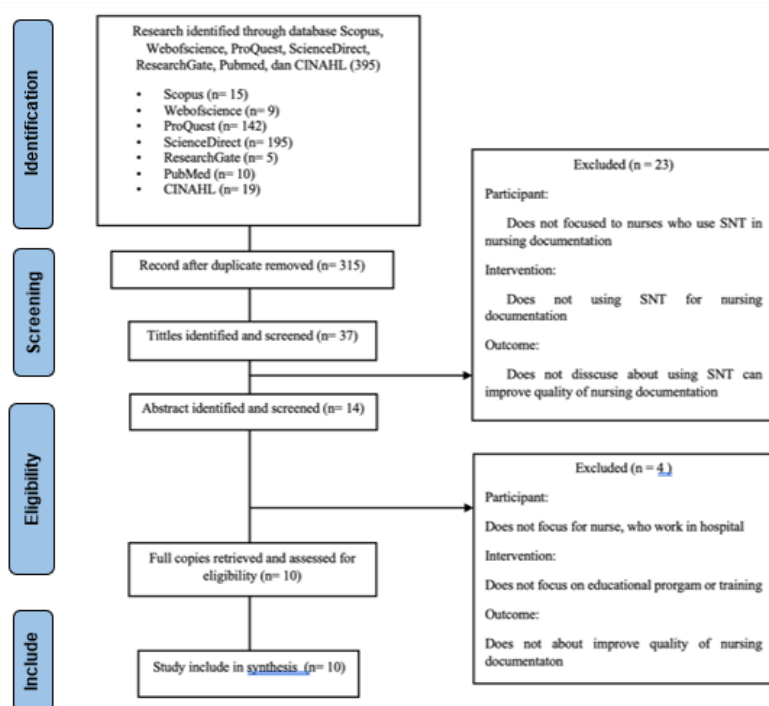 Identification
Research identified through database Scopus,
Webofscience, ProQuest, ScienceDirect,
ResearchGate, Pubmed, dan CINAHL (395)
• Scopus (n= 15)
• Webofscience (n= 9)
• ProQuest (n= 142)
• ScienceDirect (n= 195)
• ResearchGate (n= 5)
• PubMed (n= 10)
• CINAHL (n= 19)
Screening
Record after duplicate removed (n= 315)
Tittles identified and screened (n= 37)
Excluded (n = 23)
Participant:
Does not focused to nurses who use SNT in
nursing documentation
Intervention:
Does not using SNT for nursing
documentation
Outcome:
Does not disscuse about using SNT can
improve quality of nursing documentation
Eligibility
Abstract identified and screened (n= 14)
Full copies retrieved and assessed for
eligibility (n= 10)
Excluded (n = 4 )
Participant:
Does not focus for nurse, who work in hospital
Intervention:
Does not focus on educational prorgam or training
Outcome:
Does not about improve quality of nursing
documentaton
Include
Study include in synthesis (n= 10)